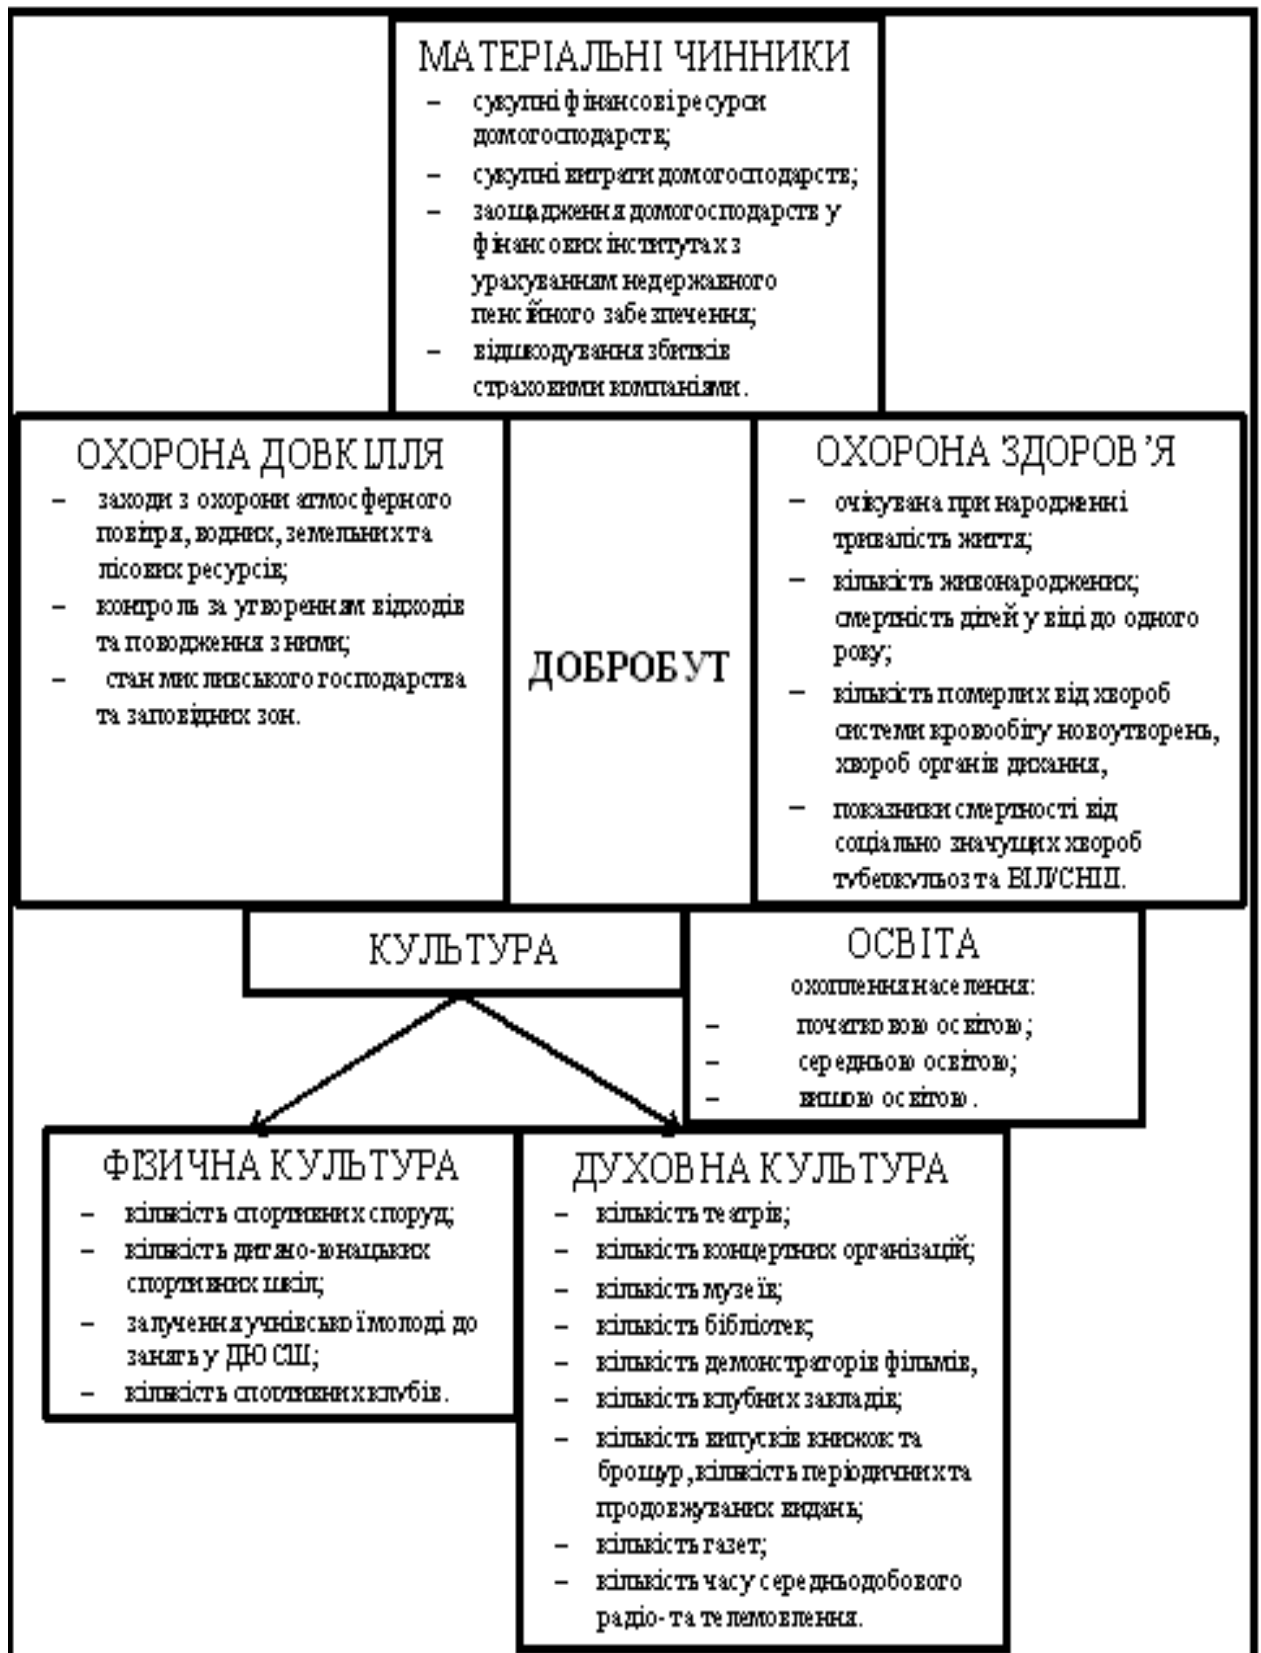 МАТЕРІАЛЬНІ ЧИННИКИ
– сукупні фінансові ресурси
домогосподарств;
– сукупні витрати домогосподарств;
– заощадження домогосподарств у
фінансових інститутах з
урахуванням недержавного
пенсійного забезпечення;
– відшкодування збитків
страховими компаніями.
ОХОРОНА ДОВКІЛЛЯ
– заходи з охорони атмосферного
повітря, водних, земельних та
лісових ресурсів;
– контроль за утворенням відходів
та поводження з ними;
– стан мисливського господарства
та заповідних зон.
ДОБРОБУТ
ОХОРОНА ЗДОРОВ'Я
– очікувана при народженні
тривалість життя;
– кількість живонароджених;
смертність дітей у віці до одного
року;
– кількість померлих від хвороб
системи кровообігу новоутворень,
хвороб органів дихання,
– показники смертності від
соціально значущих хвороб
туберкульоз та ВІЛ/СНІД.
КУЛЬТУРА
ОСВІТА
охоплення населення:
– початковою освітою;
– середньою освітою;
– вищою освітою.
ФІЗИЧНА КУЛЬТУРА
– кількість спортивних споруд;
– кількість дитячо-юнацьких
спортивних шкіл;
– залучення учнівської молоді до
занять у ДЮСШ;
– кількість спортивних клубів.
ДУХОВНА КУЛЬТУРА
– кількість театрів;
– кількість концертних організацій;
– кількість музеїв;
– кількість бібліотек;
– кількість демонстраторів фільмів,
– кількість клубних закладів;
– кількість випусків книжок та
брошур, кількість періодичних та
продовжуваних видань;
– кількість газет;
– кількість часу середньодобового
радіо- та телемовлення.